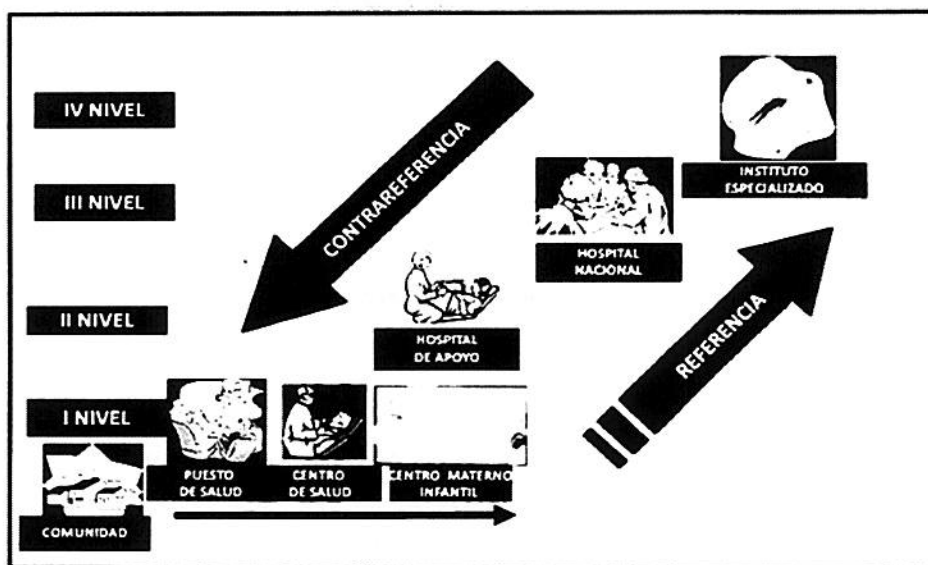 IV NIVEL
III NIVEL
II NIVEL
I NIVEL
CONTRAREFERENCIA
REFERENCIA
INSTITUTO
ESPECIALIZADO
HOSPITAL
NACIONAL
HOSPITAL
DE APOYO
PUESTO
DE SALUD
CENTRO
DE SALUD
CENTRO MATERNO
INFANTIL
COMUNIDAD